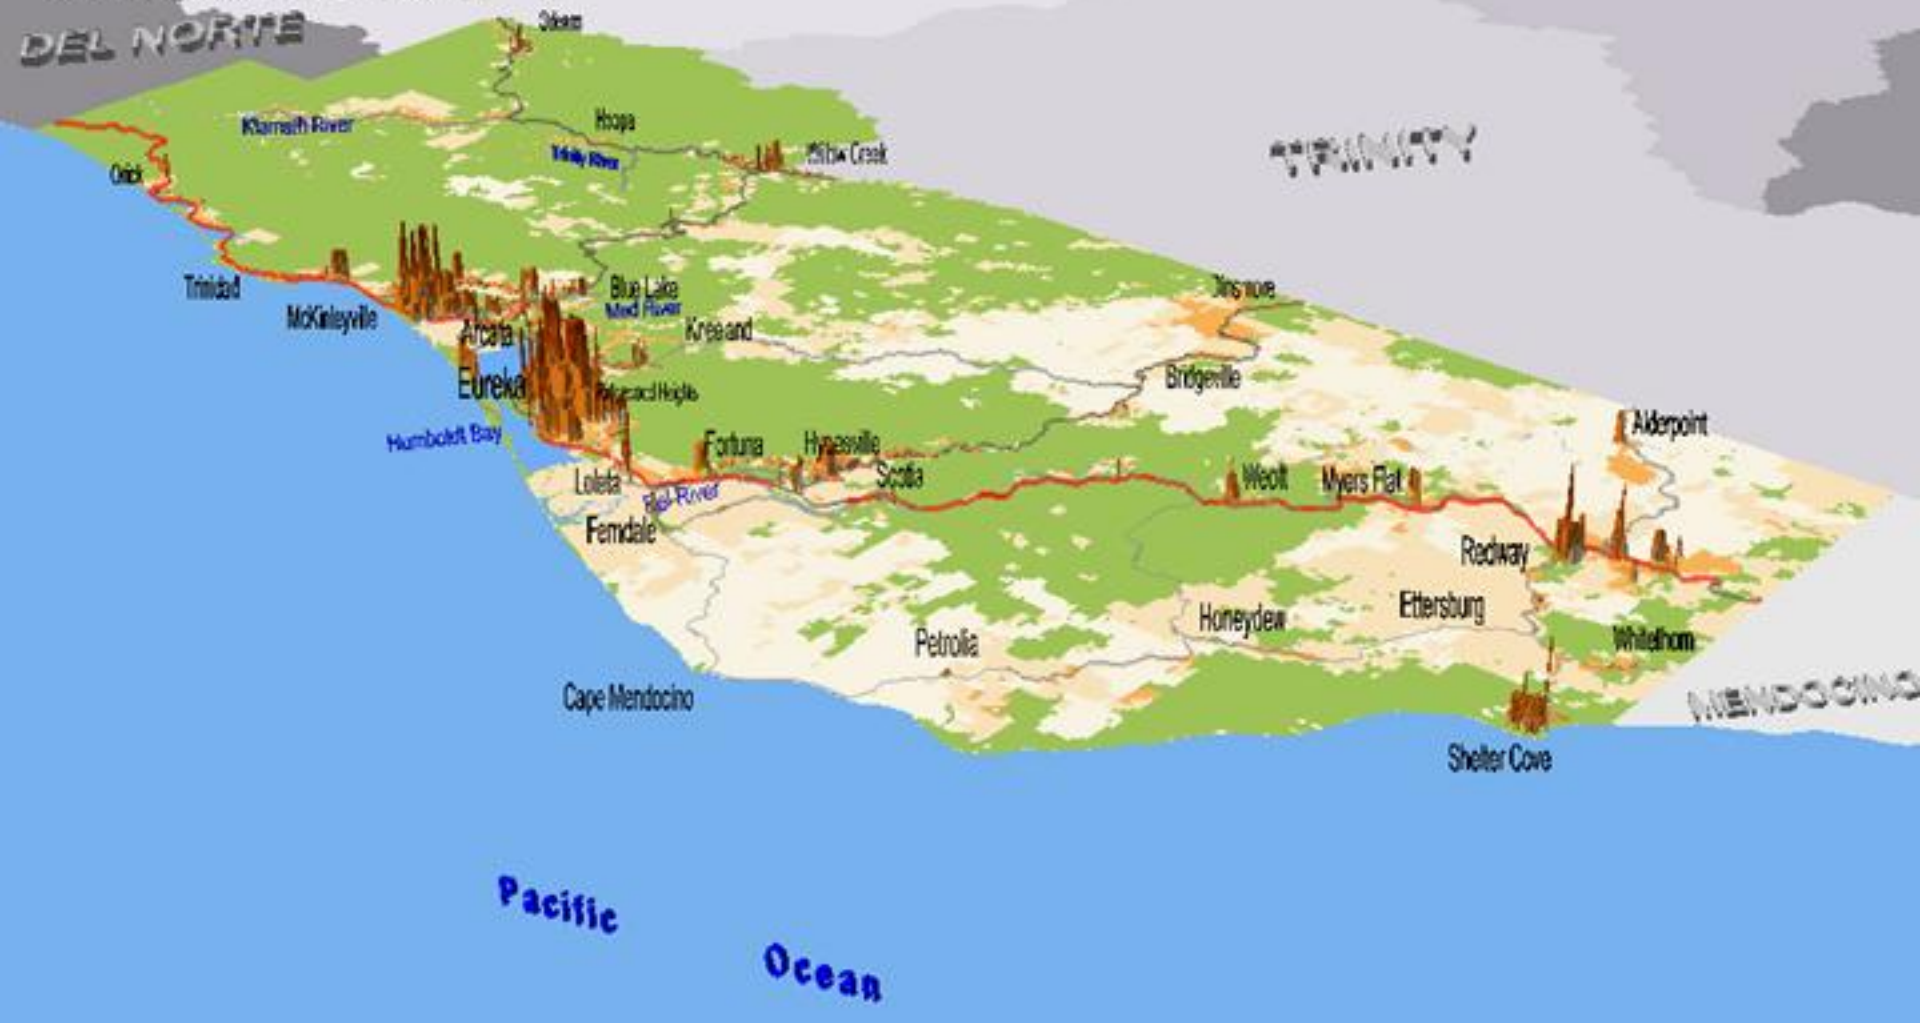 DEL NORTE
Klamath River
Hoopa
Trinity River
Willow Creek
TRINITY
Orick
Trinidad
McKinleyville
Blue Lake
Mad River
Arcata
Kneeland
Dinsmore
Eureka
Bridgeville
Humboldt Bay
Fortuna
Hydesville
Alderpoint
Loleta
Eel River
Scotia
Weott
Myers Flat
Ferndale
Redway
Honeydew
Ettersburg
Petrolia
Whitethorn
Cape Mendocino
MENDOCINO
Shelter Cove
Pacific
Ocean